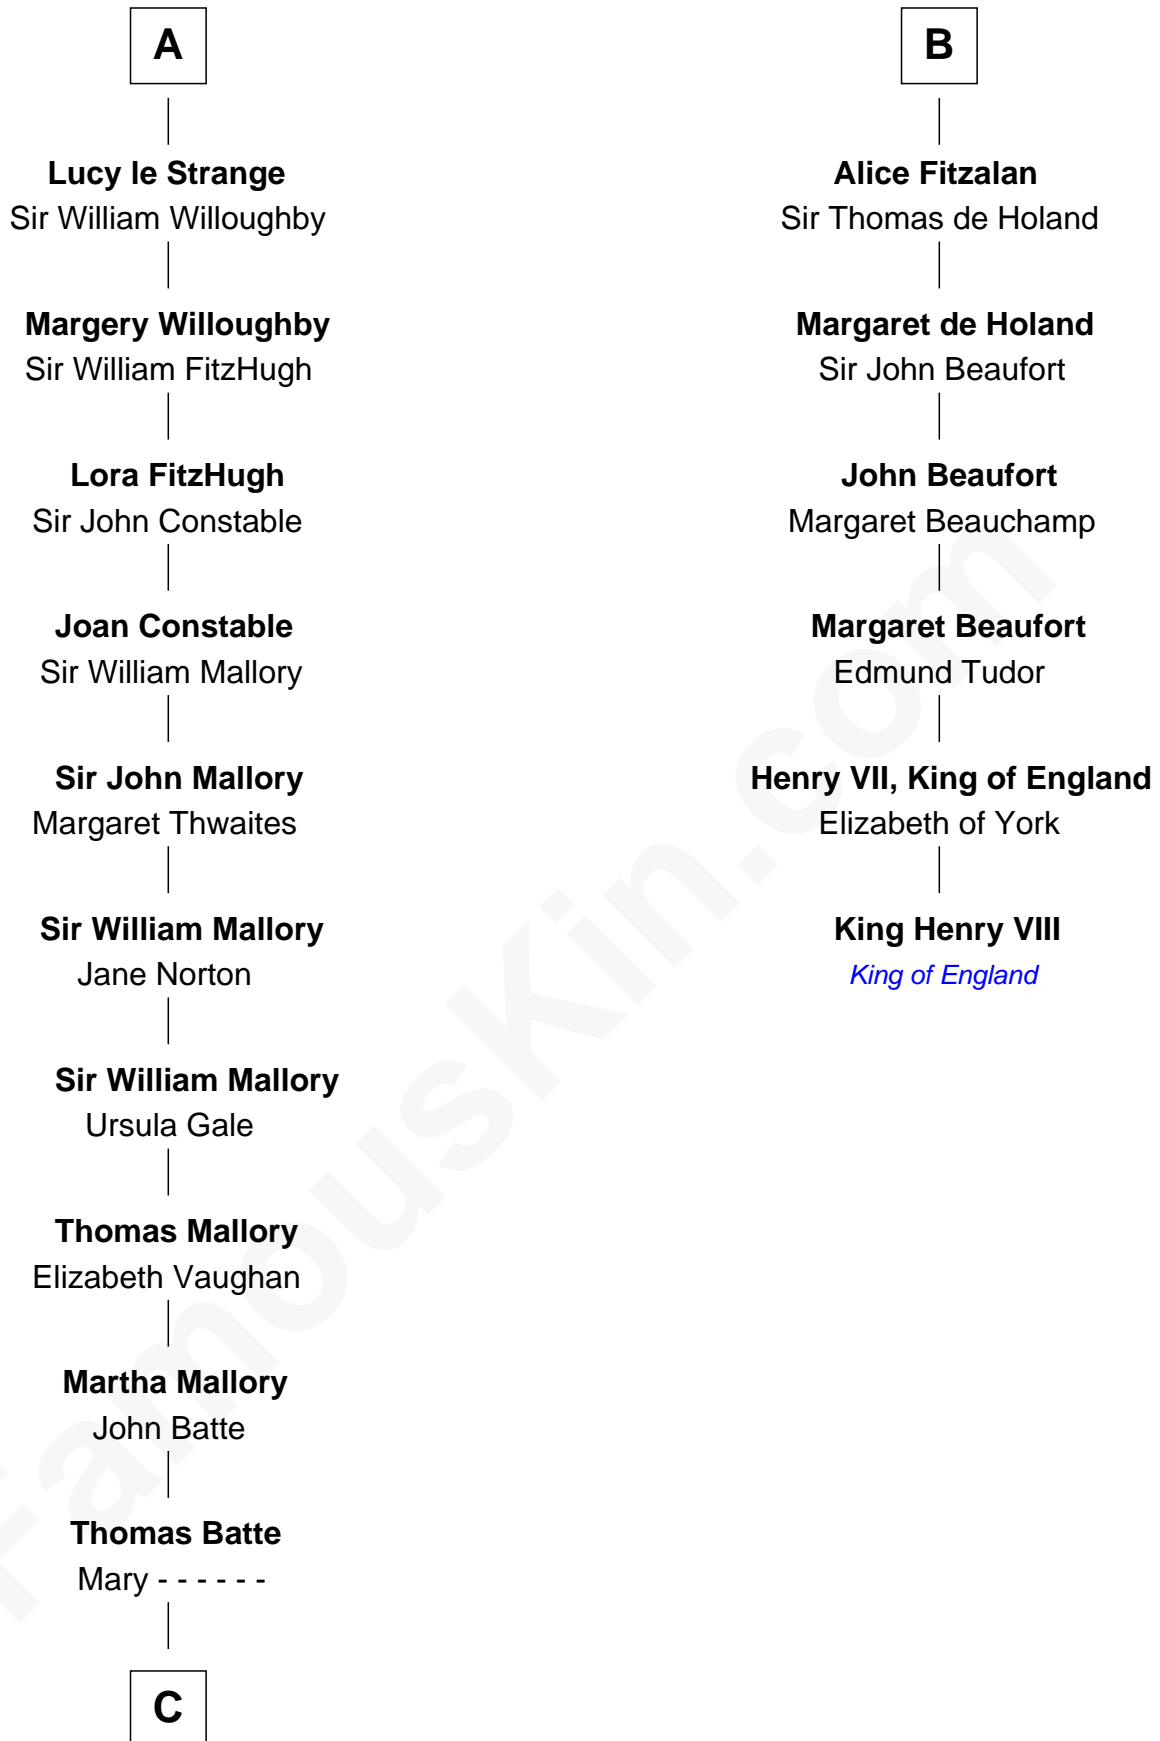 A
Lucy le Strange
Sir William Willoughby
Margery Willoughby
Sir William FitzHugh
Lora FitzHugh
Sir John Constable
Joan Constable
Sir William Mallory
Sir John Mallory
Margaret Thwaites
Sir William Mallory
Jane Norton
Sir William Mallory
Ursula Gale
Thomas Mallory
Elizabeth Vaughan
Martha Mallory
John Batte
Thomas Batte
Mary - - - - - -
C
B
Alice Fitzalan
Sir Thomas de Holand
Margaret de Holand
Sir John Beaufort
John Beaufort
Margaret Beauchamp
Margaret Beaufort
Edmund Tudor
Henry VII, King of England
Elizabeth of York
King Henry VIII
King of England
FamousKin.com